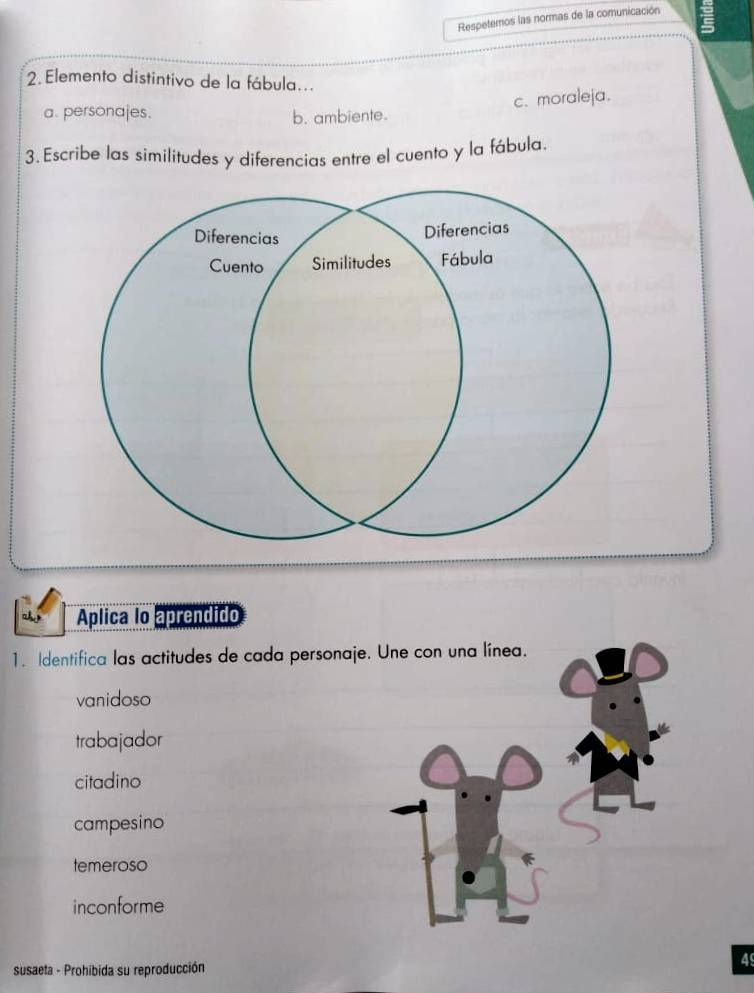 Respetemos las normas de la comunicación
Unida
2. Elemento distintivo de la fábula...
a. personajes.
b. ambiente.
c. moraleja.
3. Escribe las similitudes y diferencias entre el cuento y la fábula.
Diferencias
Cuento
Similitudes
Diferencias
Fábula
Aplica lo aprendido
1. Identifica las actitudes de cada personaje. Une con una línea.
vanidoso
trabajador
citadino
campesino
temeroso
inconforme
susaeta - Prohibida su reproducción
49